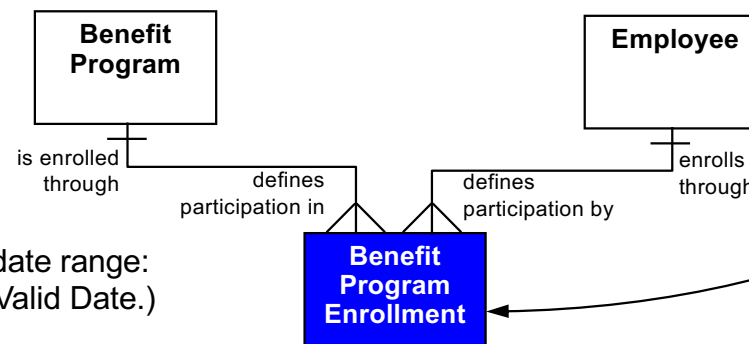 Benefit
Program
Employee
is enrolled
through
defines
participation in
defines
participation by
enrolls
through
date range:
Valid Date.)
Benefit
Program
Enrollment